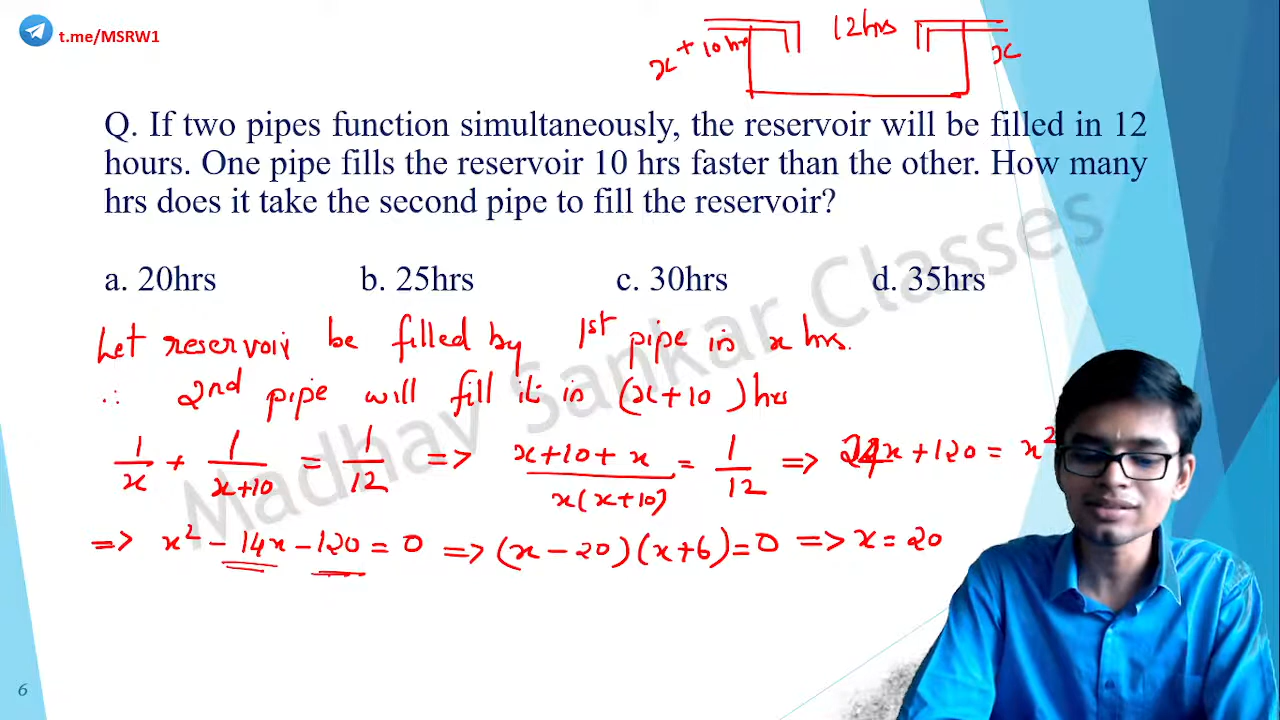 t.me/MSRW1
12hrs
x + 10 hrs
x
Q. If two pipes function simultaneously, the reservoir will be filled in 12
hours. One pipe fills the reservoir 10 hrs faster than the other. How many
hrs does it take the second pipe to fill the reservoir?
a. 20hrs b. 25hrs c. 30hrs d. 35hrs
Let reservoir be filled by 1st pipe in x hrs.
∴ 2nd pipe will fill it in (x+10) hrs
1/x + 1/(x+10) = 1/12 => (x+10+x)/(x(x+10)) = 1/12 => 24x+120 = x²
=> x² - 14x - 120 = 0 => (x-20)(x+6) = 0 => x = 20
Madhav Sankar Classes
6